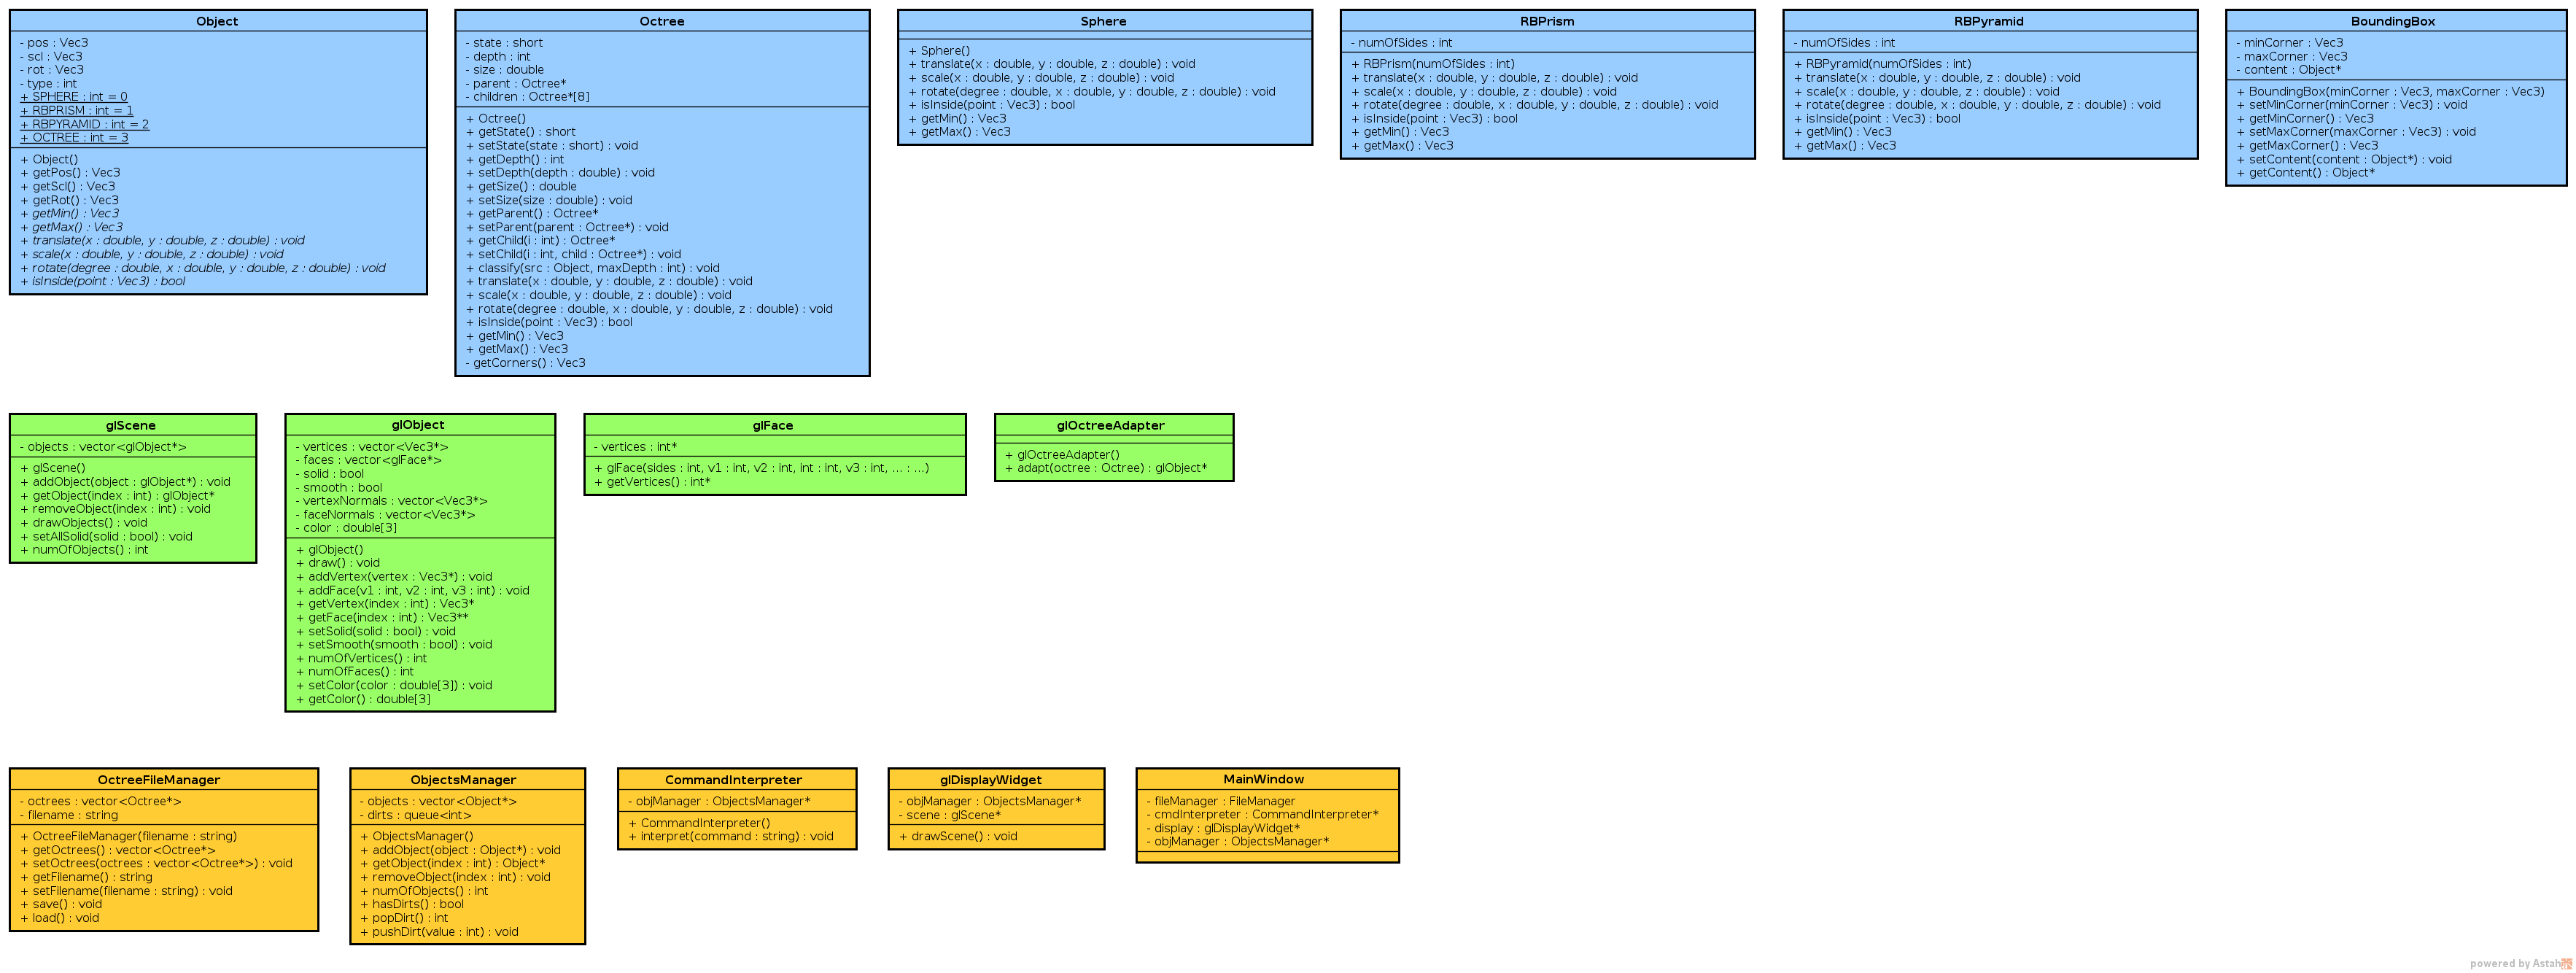 Object
- pos : Vec3
- scl : Vec3
- rot : Vec3
- type : int
+ SPHERE : int = 0
+ RBPRISM : int = 1
+ RBPYRAMID : int = 2
+ OCTREE : int = 3
+ Object()
+ getPos() : Vec3
+ getScl() : Vec3
+ getRot() : Vec3
+ getMin() : Vec3
+ getMax() : Vec3
+ translate(x : double, y : double, z : double) : void
+ scale(x : double, y : double, z : double) : void
+ rotate(degree : double, x : double, y : double, z : double) : void
+ isInside(point : Vec3) : bool
Octree
- state : short
- depth : int
- size : double
- parent : Octree*
- children : Octree*[8]
+ Octree()
+ getState() : short
+ setState(state : short) : void
+ getDepth() : int
+ setDepth(depth : double) : void
+ getSize() : double
+ setSize(size : double) : void
+ getParent() : Octree*
+ setParent(parent : Octree*) : void
+ getChild(i : int) : Octree*
+ setChild(i : int, child : Octree*) : void
+ classify(src : Object, maxDepth : int) : void
+ translate(x : double, y : double, z : double) : void
+ scale(x : double, y : double, z : double) : void
+ rotate(degree : double, x : double, y : double, z : double) : void
+ isInside(point : Vec3) : bool
+ getMin() : Vec3
+ getMax() : Vec3
- getCorners() : Vec3
Sphere
+ Sphere()
+ translate(x : double, y : double, z : double) : void
+ scale(x : double, y : double, z : double) : void
+ rotate(degree : double, x : double, y : double, z : double) : void
+ isInside(point : Vec3) : bool
+ getMin() : Vec3
+ getMax() : Vec3
RBPrism
- numOfSides : int
+ RBPrism(numOfSides : int)
+ translate(x : double, y : double, z : double) : void
+ scale(x : double, y : double, z : double) : void
+ rotate(degree : double, x : double, y : double, z : double) : void
+ isInside(point : Vec3) : bool
+ getMin() : Vec3
+ getMax() : Vec3
RBPyramid
- numOfSides : int
+ RBPyramid(numOfSides : int)
+ translate(x : double, y : double, z : double) : void
+ scale(x : double, y : double, z : double) : void
+ rotate(degree : double, x : double, y : double, z : double) : void
+ isInside(point : Vec3) : bool
+ getMin() : Vec3
+ getMax() : Vec3
BoundingBox
- minCorner : Vec3
- maxCorner : Vec3
- content : Object*
+ BoundingBox(minCorner : Vec3, maxCorner : Vec3)
+ setMinCorner(minCorner : Vec3) : void
+ getMinCorner() : Vec3
+ setMaxCorner(maxCorner : Vec3) : void
+ getMaxCorner() : Vec3
+ setContent(content : Object*) : void
+ getContent() : Object*
glScene
- objects : vector<glObject*>
+ glScene()
+ addObject(object : glObject*) : void
+ getObject(index : int) : glObject*
+ removeObject(index : int) : void
+ drawObjects() : void
+ setAllSolid(solid : bool) : void
+ numOfObjects() : int
glObject
- vertices : vector<Vec3*>
- faces : vector<glFace*>
- solid : bool
- smooth : bool
- vertexNormals : vector<Vec3*>
- faceNormals : vector<Vec3*>
- color : double[3]
+ glObject()
+ draw() : void
+ addVertex(vertex : Vec3*) : void
+ addFace(v1 : int, v2 : int, v3 : int) : void
+ getVertex(index : int) : Vec3*
+ getFace(index : int) : Vec3**
+ setSolid(solid : bool) : void
+ setSmooth(smooth : bool) : void
+ numOfVertices() : int
+ numOfFaces() : int
+ setColor(color : double[3]) : void
+ getColor() : double[3]
glFace
- vertices : int*
+ glFace(sides : int, v1 : int, v2 : int, int : int, v3 : int, ... : ...)
+ getVertices() : int*
glOctreeAdapter
+ glOctreeAdapter()
+ adapt(octree : Octree) : glObject*
OctreeFileManager
- octrees : vector<Octree*>
- filename : string
+ OctreeFileManager(filename : string)
+ getOctrees() : vector<Octree*>
+ setOctrees(octrees : vector<Octree*>) : void
+ getFilename() : string
+ setFilename(filename : string) : void
+ save() : void
+ load() : void
ObjectsManager
- objects : vector<Object*>
- dirts : queue<int>
+ ObjectsManager()
+ addObject(object : Object*) : void
+ getObject(index : int) : Object*
+ removeObject(index : int) : void
+ numOfObjects() : int
+ hasDirts() : bool
+ popDirt() : int
+ pushDirt(value : int) : void
CommandInterpreter
- objManager : ObjectsManager*
+ CommandInterpreter()
+ interpret(command : string) : void
glDisplayWidget
- objManager : ObjectsManager*
- scene : glScene*
+ drawScene() : void
MainWindow
- fileManager : FileManager
- cmdInterpreter : CommandInterpreter*
- display : glDisplayWidget*
- objManager : ObjectsManager*
powered by Astah